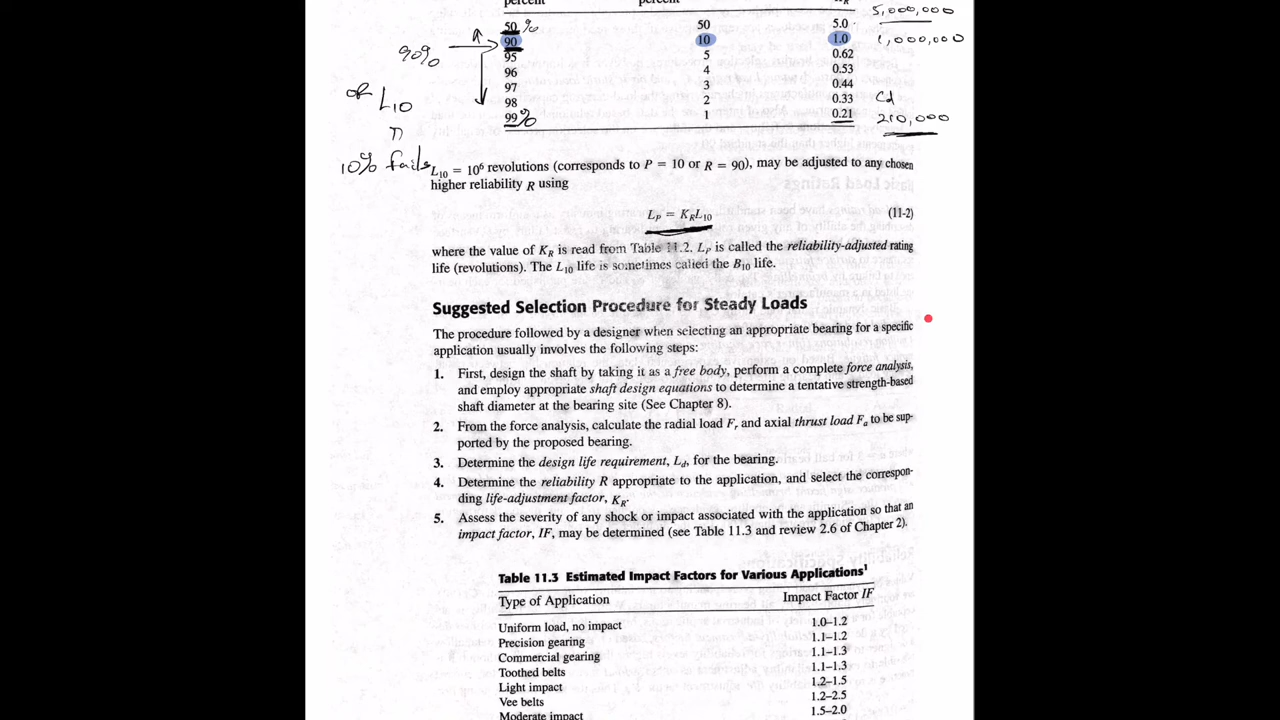 5,000,000
50 % 50 5.0
90% 90 10 1.0 1,000,000
95 5 0.62
96 4 0.53
97 3 0.44
of L10 98 2 0.33 Cd
99% 1 0.21 210,000
10% fails
L10 = 10⁶ revolutions (corresponds to P = 10 or R = 90), may be adjusted to any chosen
higher reliability R using
LP = KRL10 (11-2)
where the value of KR is read from Table 11.2. LP is called the reliability-adjusted rating
life (revolutions). The L10 life is sometimes called the B10 life.
Suggested Selection Procedure for Steady Loads
The procedure followed by a designer when selecting an appropriate bearing for a specific
application usually involves the following steps:
1. First, design the shaft by taking it as a free body, perform a complete force analysis,
and employ appropriate shaft design equations to determine a tentative strength-based
shaft diameter at the bearing site (See Chapter 8).
2. From the force analysis, calculate the radial load Fr, and axial thrust load Fa to be sup-
ported by the proposed bearing.
3. Determine the design life requirement, Ld, for the bearing.
4. Determine the reliability R appropriate to the application, and select the correspon-
ding life-adjustment factor, KR.
5. Assess the severity of any shock or impact associated with the application so that an
impact factor, IF, may be determined (see Table 11.3 and review 2.6 of Chapter 2).
Table 11.3 Estimated Impact Factors for Various Applications¹
Type of Application Impact Factor IF
Uniform load, no impact 1.0–1.2
Precision gearing 1.1–1.2
Commercial gearing 1.1–1.3
Toothed belts 1.1–1.3
Light impact 1.2–1.5
Vee belts 1.2–2.5
Moderate impact 1.5–2.0